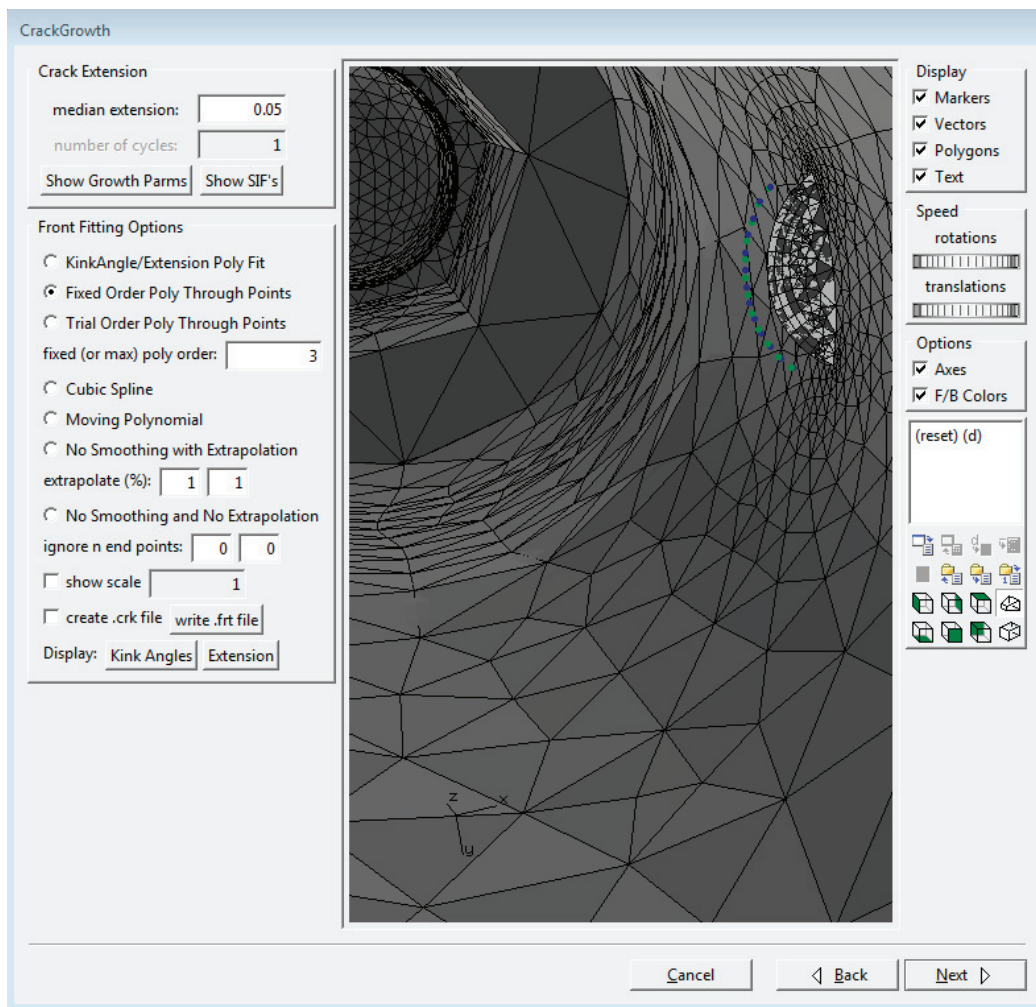 CrackGrowth
Crack Extension
median extension: 0.05
number of cycles: 1
Show Growth Parms Show SIF's
Front Fitting Options
KinkAngle/Extension Poly Fit
Fixed Order Poly Through Points
Trial Order Poly Through Points
fixed (or max) poly order: 3
Cubic Spline
Moving Polynomial
No Smoothing with Extrapolation
extrapolate (%): 1 1
No Smoothing and No Extrapolation
ignore n end points: 0 0
show scale 1
create .crk file write .frt file
Display: Kink Angles Extension
z x
y
Display
Markers
Vectors
Polygons
Text
Speed
rotations
translations
Options
Axes
F/B Colors
(reset) (d)
d
1
Cancel Back Next